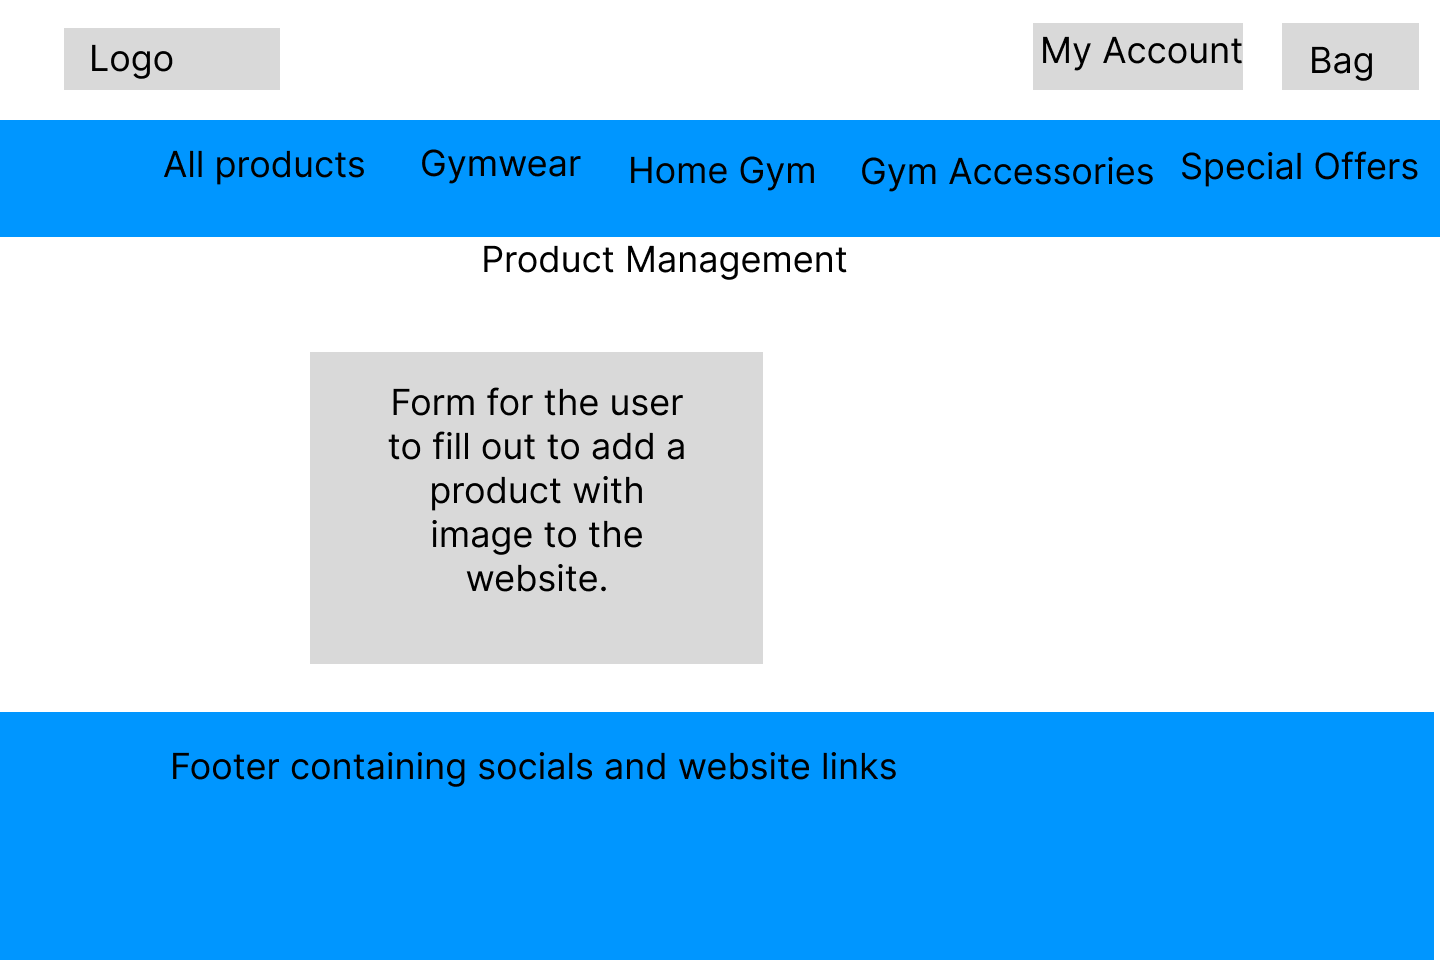 Logo
My Account
Bag
All products
Gymwear
Home Gym
Gym Accessories
Special Offers
Product Management
Form for the user
to fill out to add a
product with
image to the
website.
Footer containing socials and website links